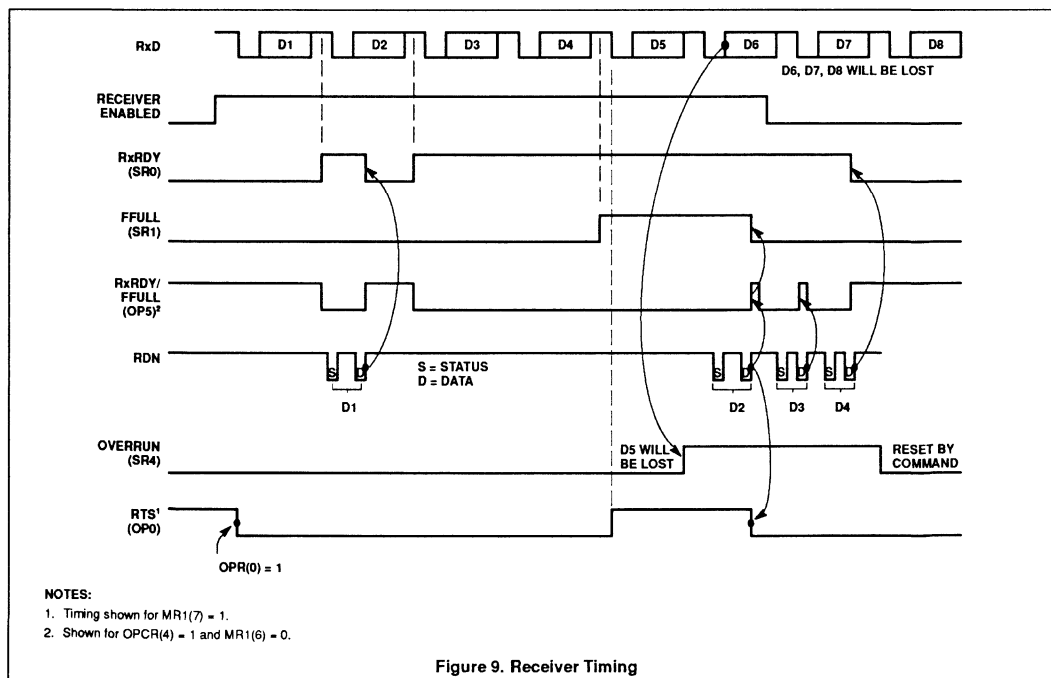 RxD
D1
D2
D3
D4
D5
D6
D7
D8
D6, D7, D8 WILL BE LOST
RECEIVER
ENABLED
RxRDY
(SR0)
FFULL
(SR1)
RxRDY/
FFULL
(OP5)²
RDN
S
D
S = STATUS
D = DATA
S
D
S
D
S
D
D1
D2
D3
D4
OVERRUN
(SR4)
D5 WILL
BE LOST
RESET BY
COMMAND
RTS¹
(OP0)
OPR(0) = 1
NOTES:
1. Timing shown for MR1(7) = 1.
2. Shown for OPCR(4) = 1 and MR1(6) = 0.
Figure 9. Receiver Timing